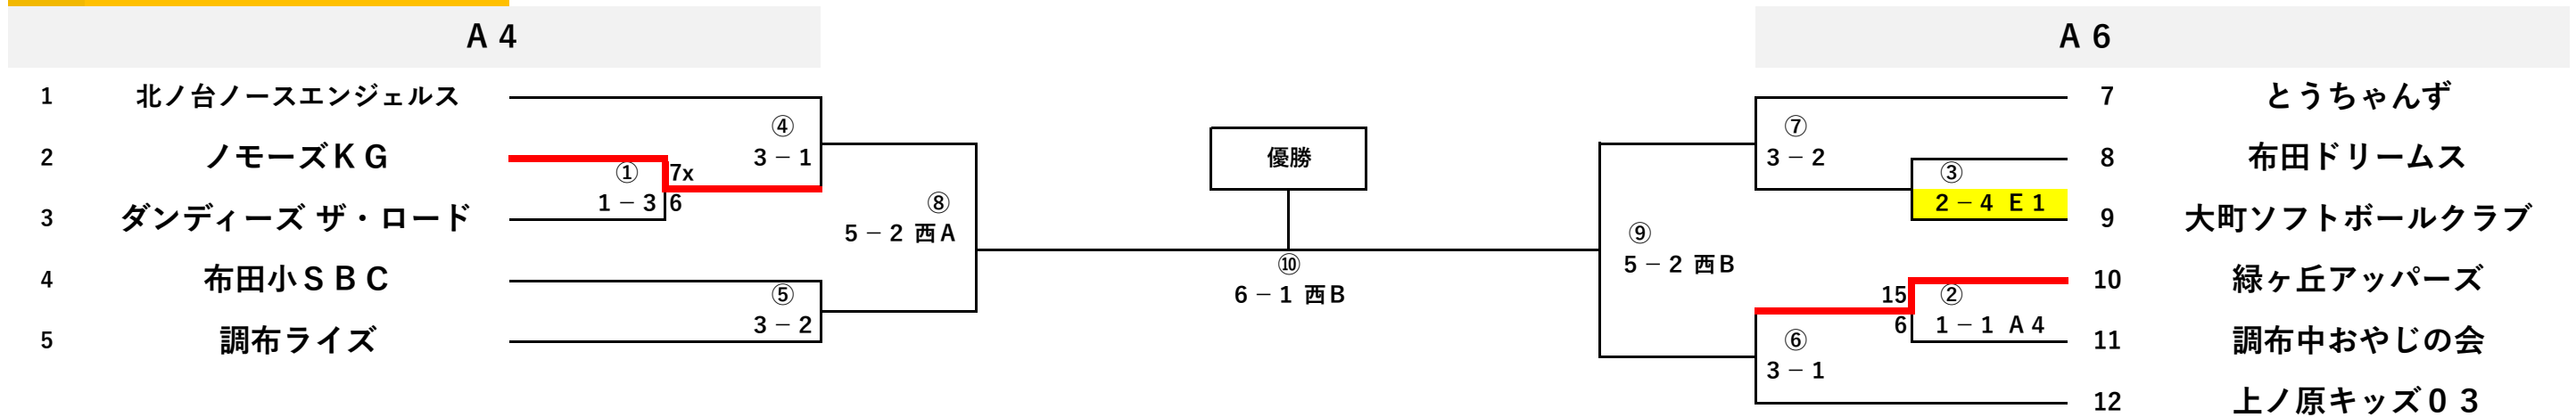 Ａ４
1 北ノ台ノースエンジェルス
2 ノモーズＫＧ
3 ダンディーズ ザ・ロード
4 布田小ＳＢＣ
5 調布ライズ
①
1－3
7x
6
④
3－1
⑤
3－2
⑧
5－2 西A
優勝
⑩
6－1 西B
⑨
5－2 西B
⑦
3－2
③
2－4 E1
15
6
②
1－1 A4
⑥
3－1
Ａ６
7 とうちゃんず
8 布田ドリームス
9 大町ソフトボールクラブ
10 緑ヶ丘アッパーズ
11 調布中おやじの会
12 上ノ原キッズ０３